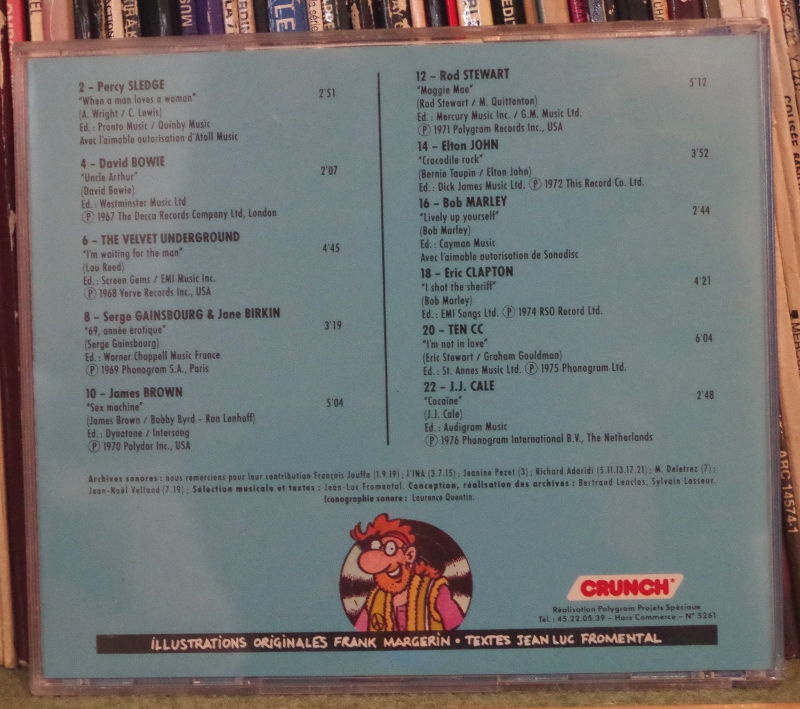 2 – Percy SLEDGE
"When a man loves a woman"
2'51
(A. Wright / C. Lewis)
Ed. : Pronto Music / Quinby Music
Avec l'aimable autorisation d'Atoll Music
4 – David BOWIE
"Uncle Arthur"
2'07
(David Bowie)
Ed. : Westminster Music Ltd
Ⓟ 1967 The Decca Records Company Ltd, London
6 – THE VELVET UNDERGROUND
"I'm waiting for the man"
4'45
(Lou Reed)
Ed. : Screen Gems / EMI Music Inc.
Ⓟ 1968 Verve Records Inc., USA
8 – Serge GAINSBOURG & Jane BIRKIN
"69, année érotique"
3'19
(Serge Gainsbourg)
Ed. : Warner Chappell Music France
Ⓟ 1969 Phonogram S.A., Paris
10 – James BROWN
"Sex machine"
5'04
(James Brown / Bobby Byrd - Ron Lenhoff)
Ed. : Dynatone / Intersong
Ⓟ 1970 Polydor Inc., USA
12 – Rod STEWART
"Maggie Mae"
5'12
(Rod Stewart / M. Quittenton)
Ed. : Mercury Music Inc. / G.M. Music Ltd.
Ⓟ 1971 Polygram Records Inc., USA
14 – Elton JOHN
"Crocodile rock"
3'52
(Bernie Taupin / Elton John)
Ed. : Dick James Music Ltd. Ⓟ 1972 This Record Co. Ltd.
16 – Bob MARLEY
"Lively up yourself"
2'44
(Bob Marley)
Ed. : Cayman Music
Avec l'aimable autorisation de Sonodisc
18 – Eric CLAPTON
"I shot the sheriff"
4'21
(Bob Marley)
Ed. : EMI Songs Ltd. Ⓟ 1974 RSO Record Ltd.
20 – TEN CC
"I'm not in love"
6'04
(Eric Stewart / Graham Gouldman)
Ed. : St. Annes Music Ltd. Ⓟ 1975 Phonogram Ltd.
22 – J.J. CALE
"Cocaïne"
2'48
(J.J. Cale)
Ed. : Audigram Music
Ⓟ 1976 Phonogram International B.V., The Netherlands
Archives sonores : nous remercions pour leur contribution François Jouffa (1.9.19) ; l'INA (3.7.15) ; Jeanine Pezet (3) ; Richard Adoridi (5.11.13.17.21) ; M. Deletrez (7) ;
Jean-Noël Velland (7.19) ; Sélection musicale et textes : Jean-Luc Fromental. Conception, réalisation des archives : Bertrand Lenclos, Sylvain Lasseur.
Iconographie sonore : Laurence Quentin.
CRUNCH
Réalisation Polygram Projets Spéciaux
Tél. : 45.22.05.39 – Hors Commerce – N° 5261
ILLUSTRATIONS ORIGINALES FRANK MARGERIN • TEXTES JEAN LUC FROMENTAL
ARC 14574-1